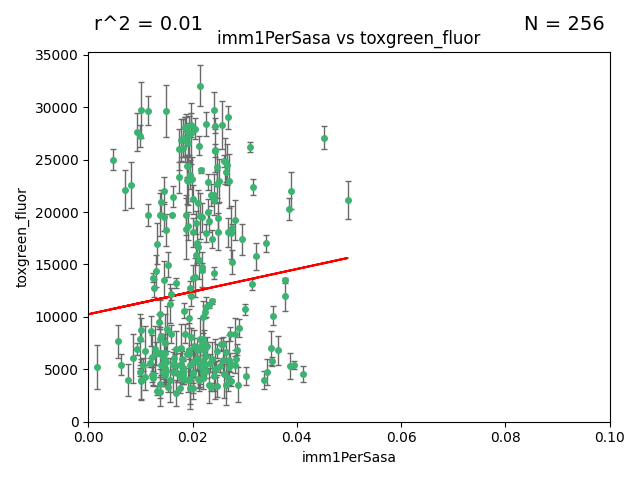 r^2 = 0.01
N = 256
imm1PerSasa vs toxgreen_fluor
35000
30000
25000
20000
15000
10000
5000
0
toxgreen_fluor
0.00
0.02
0.04
0.06
0.08
0.10
imm1PerSasa